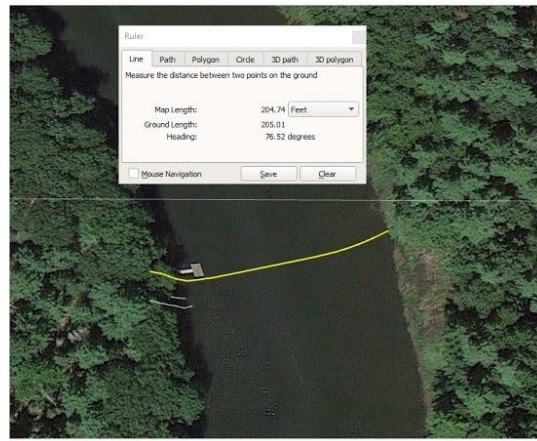 Ruler
Line Path Polygon Circle 3D path 3D polygon
Measure the distance between two points on the ground
Map Length: 204.74 Feet
Ground Length: 205.01
Heading: 76.52 degrees
Mouse Navigation Save Clear